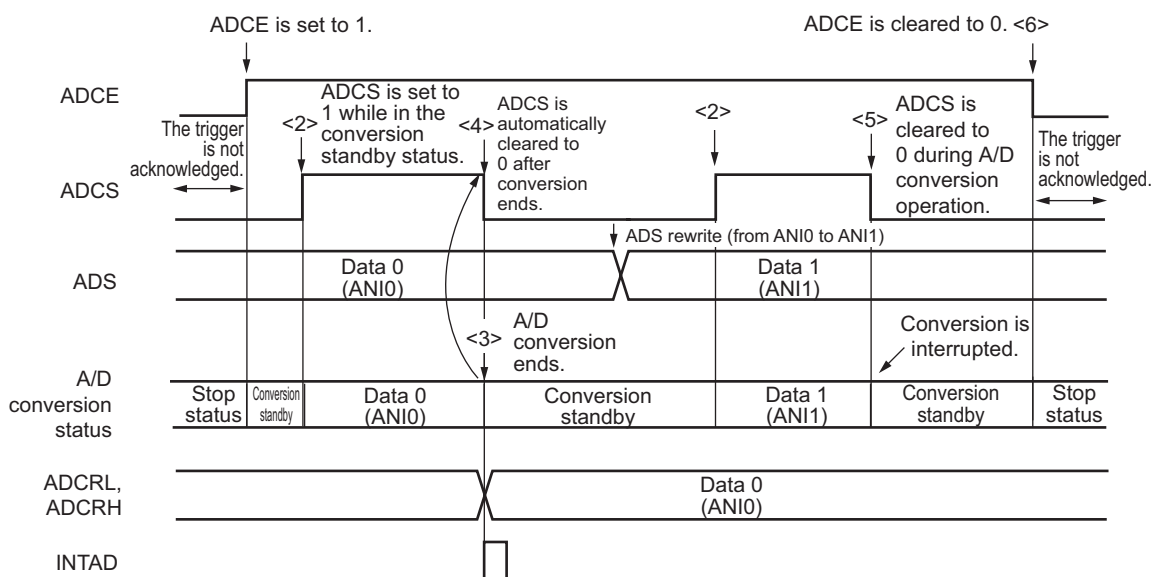 ADCE is set to 1.
ADCE is cleared to 0. <6>
ADCE
The trigger
is not
acknowledged.
<2>
ADCS is set to
1 while in the
conversion
standby status.
<4>
ADCS is
automatically
cleared to
0 after
conversion
ends.
<2>
<5>
ADCS is
cleared to
0 during A/D
conversion
operation.
The trigger
is not
acknowledged.
ADCS
ADS rewrite (from ANI0 to ANI1)
ADS
Data 0
(ANI0)
Data 1
(ANI1)
<3>
A/D
conversion
ends.
Conversion is
interrupted.
A/D
conversion
status
Stop
status
Conversion
standby
Data 0
(ANI0)
Conversion
standby
Data 1
(ANI1)
Conversion
standby
Stop
status
ADCRL,
ADCRH
Data 0
(ANI0)
INTAD